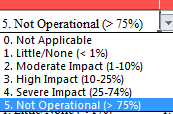 5. Not Operational (> 75%)
0. Not Applicable
1. Little/None (< 1%)
2. Moderate Impact (1-10%)
3. High Impact (10-25%)
4. Severe Impact (25-74%)
5. Not Operational (> 75%)